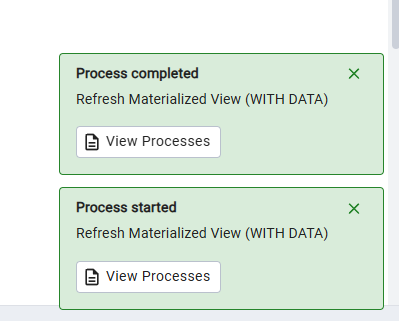 Process completed
Refresh Materialized View (WITH DATA)
View Processes
Process started
Refresh Materialized View (WITH DATA)
View Processes